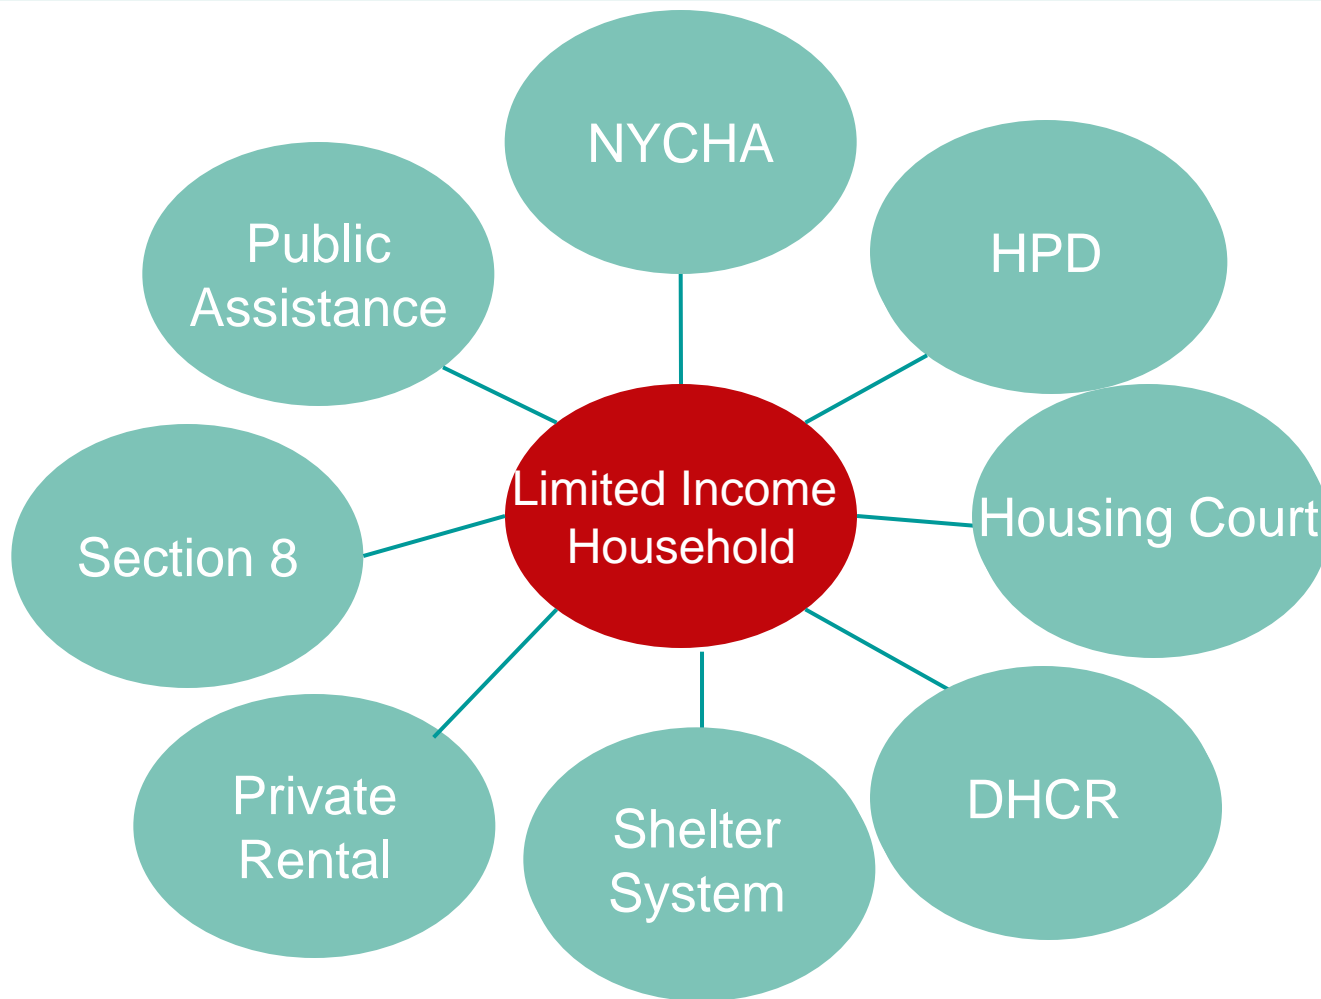 NYCHA
Public
Assistance
HPD
Limited Income
Household
Housing Court
Section 8
Private
Rental
Shelter
System
DHCR